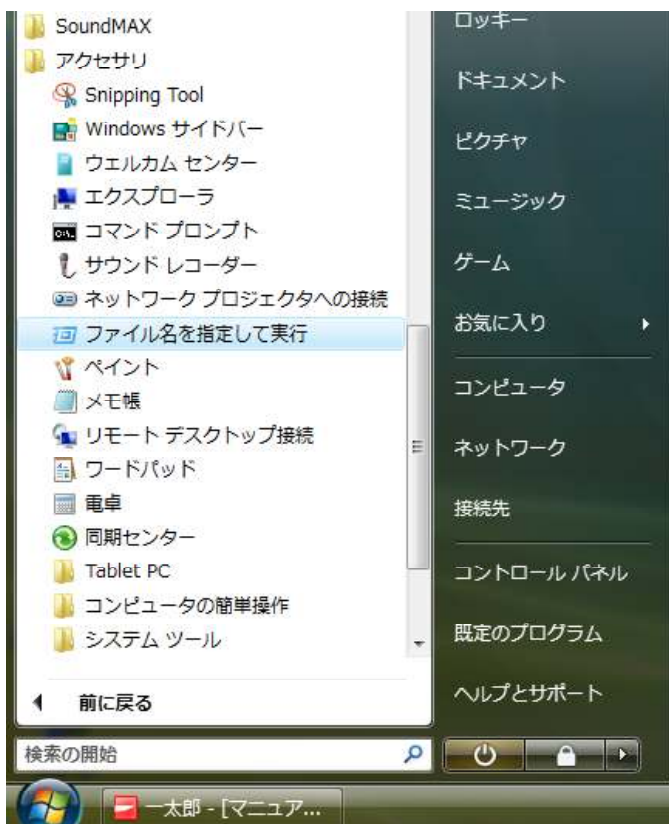 SoundMAX
アクセサリ
Snipping Tool
Windows サイドバー
ウェルカム センター
エクスプローラ
コマンド プロンプト
サウンド レコーダー
ネットワーク プロジェクタへの接続
ファイル名を指定して実行
ペイント
メモ帳
リモート デスクトップ接続
ワードパッド
電卓
同期センター
Tablet PC
コンピュータの簡単操作
システム ツール
前に戻る
検索の開始
ロッキー
ドキュメント
ピクチャ
ミュージック
ゲーム
お気に入り
コンピュータ
ネットワーク
接続先
コントロール パネル
既定のプログラム
ヘルプとサポート
一太郎 - [マニュア...